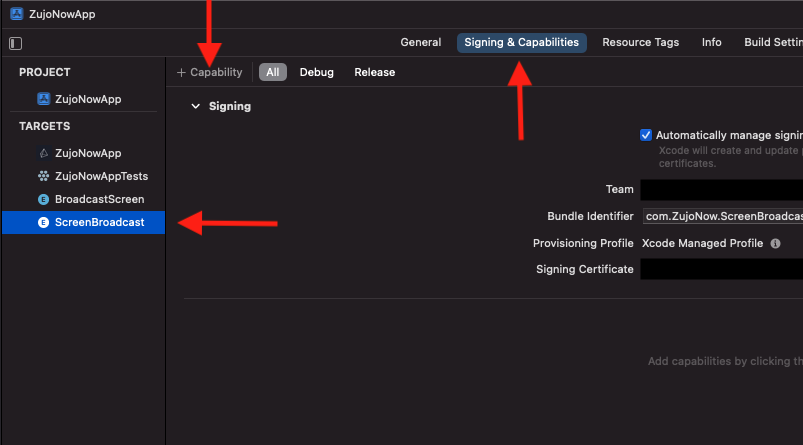 ZujoNowApp
General Signing & Capabilities Resource Tags Info Build Settin
PROJECT
ZujoNowApp
TARGETS
ZujoNowApp
ZujoNowAppTests
BroadcastScreen
ScreenBroadcast
+ Capability All Debug Release
Signing
Automatically manage signin
Xcode will create and update p
certificates.
Team
Bundle Identifier com.ZujoNow.ScreenBroadcas
Provisioning Profile Xcode Managed Profile
Signing Certificate
Add capabilities by clicking th